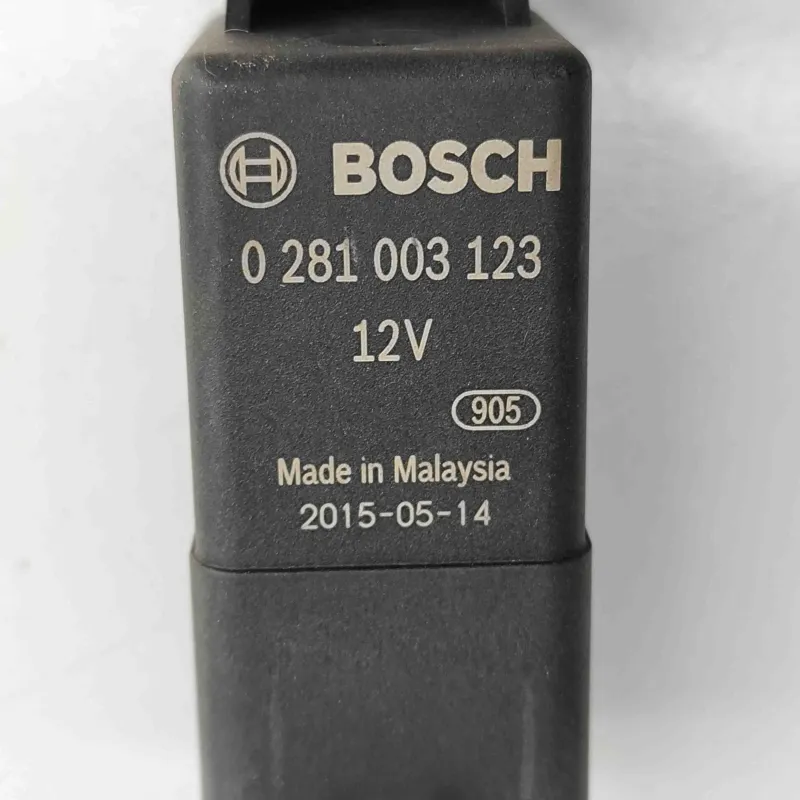 BOSCH
0 281 003 123
12V
905
Made in Malaysia
2015-05-14